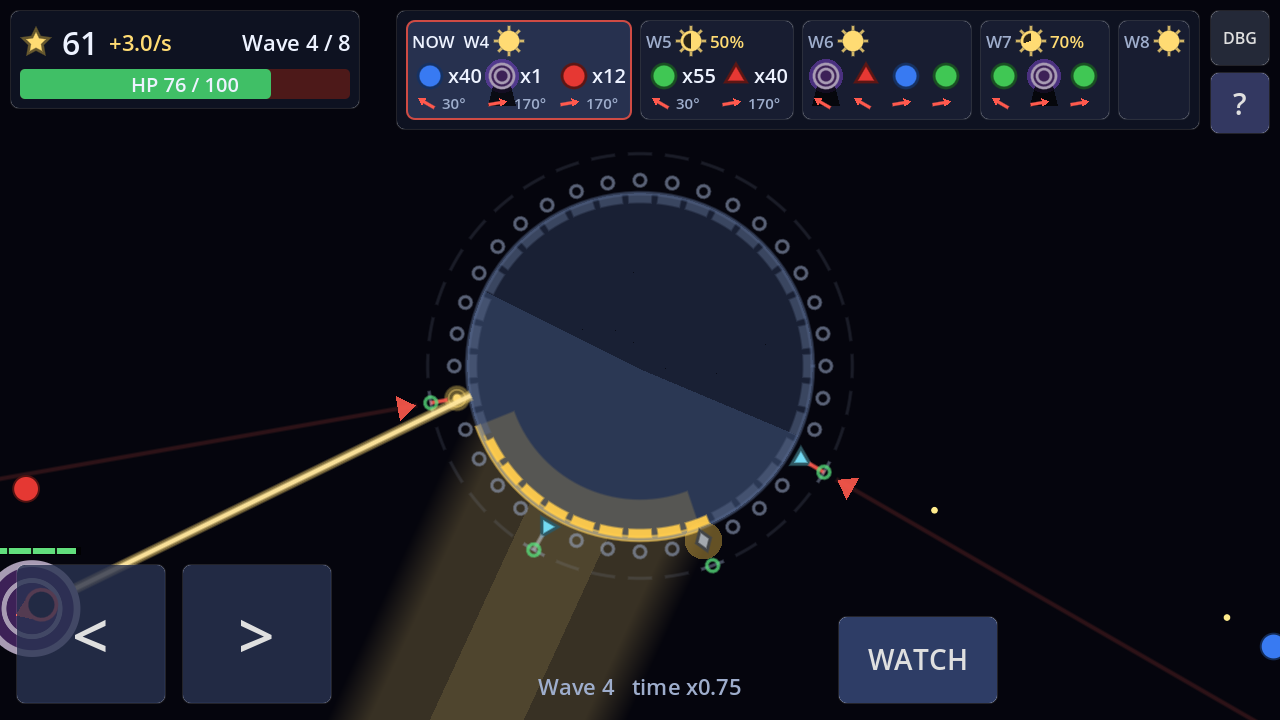 61 +3.0/s Wave 4 / 8
HP 76 / 100
NOW W4
x40 x1 x12
30° 170° 170°
W5 50%
x55 x40
30° 170°
W6
W7 70%
W8
DBG
?
< >
WATCH
Wave 4 time x0.75